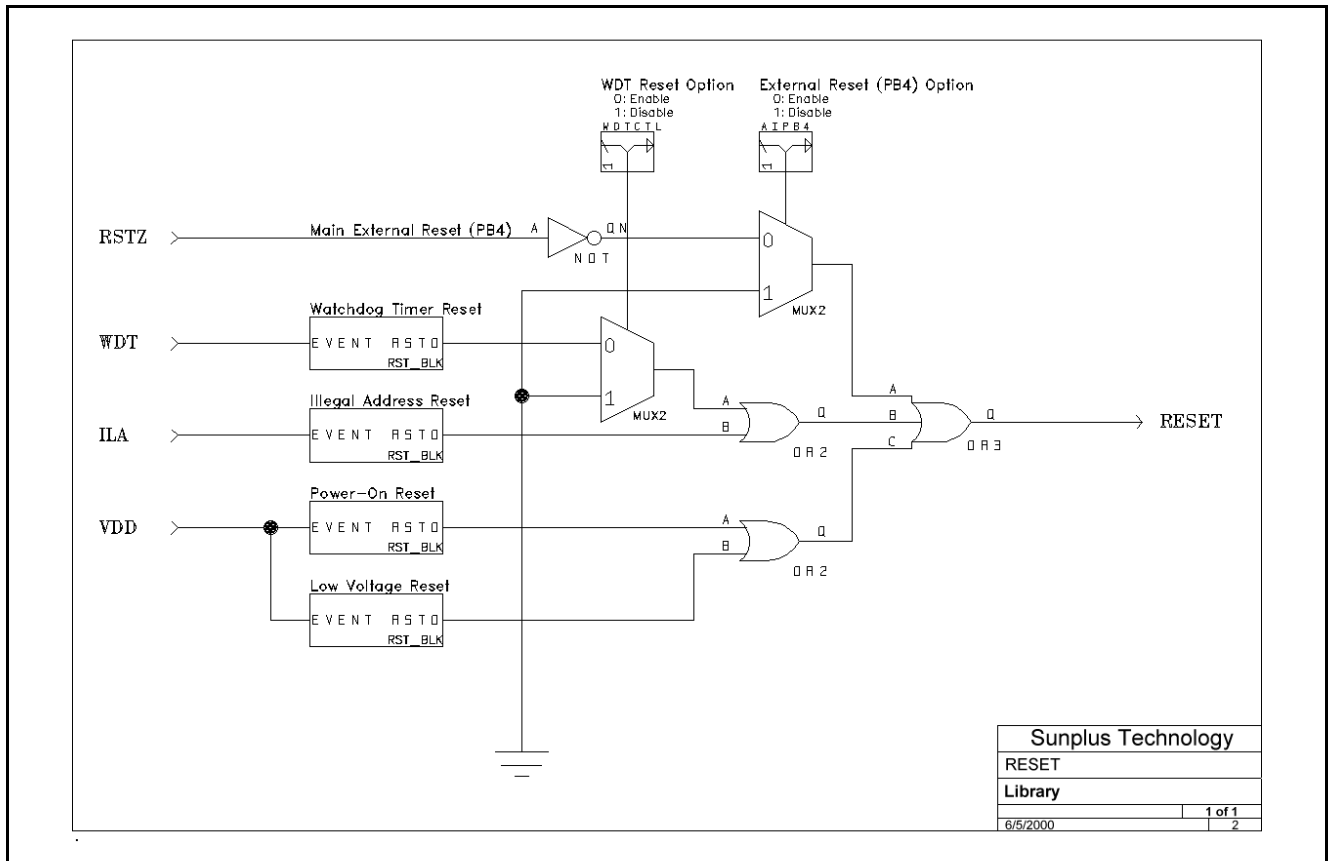 WDT Reset Option
0: Enable
1: Disable
WDTCTL
1
External Reset (PB4) Option
0: Enable
1: Disable
AIPB4
1
RSTZ
Main External Reset (PB4)
A
QN
NOT
0
1
MUX2
Watchdog Timer Reset
WDT
EVENT RSTO
RST_BLK
0
1
MUX2
Illegal Address Reset
ILA
EVENT RSTO
RST_BLK
A
B
Q
OR2
A
B
C
Q
OR3
RESET
Power-On Reset
VDD
EVENT RSTO
RST_BLK
A
B
Q
OR2
Low Voltage Reset
EVENT RSTO
RST_BLK
Sunplus Technology
RESET
Library
1 of 1
6/5/2000 2